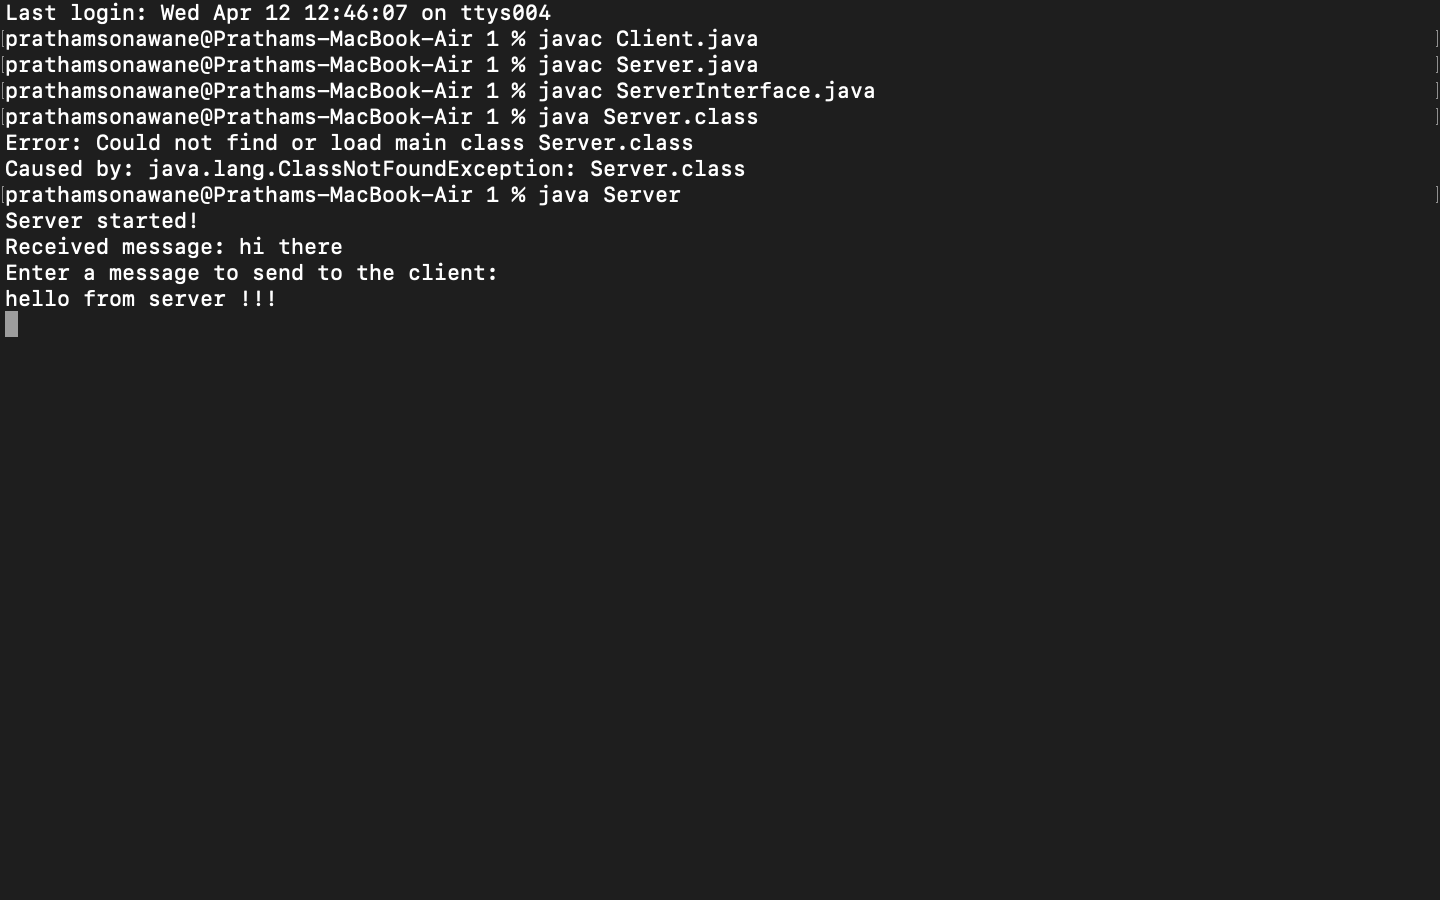 Last login: Wed Apr 12 12:46:07 on ttys004
[prathamsonawane@Prathams-MacBook-Air 1 % javac Client.java ]
[prathamsonawane@Prathams-MacBook-Air 1 % javac Server.java ]
[prathamsonawane@Prathams-MacBook-Air 1 % javac ServerInterface.java ]
[prathamsonawane@Prathams-MacBook-Air 1 % java Server.class ]
Error: Could not find or load main class Server.class
Caused by: java.lang.ClassNotFoundException: Server.class
[prathamsonawane@Prathams-MacBook-Air 1 % java Server ]
Server started!
Received message: hi there
Enter a message to send to the client:
hello from server !!!